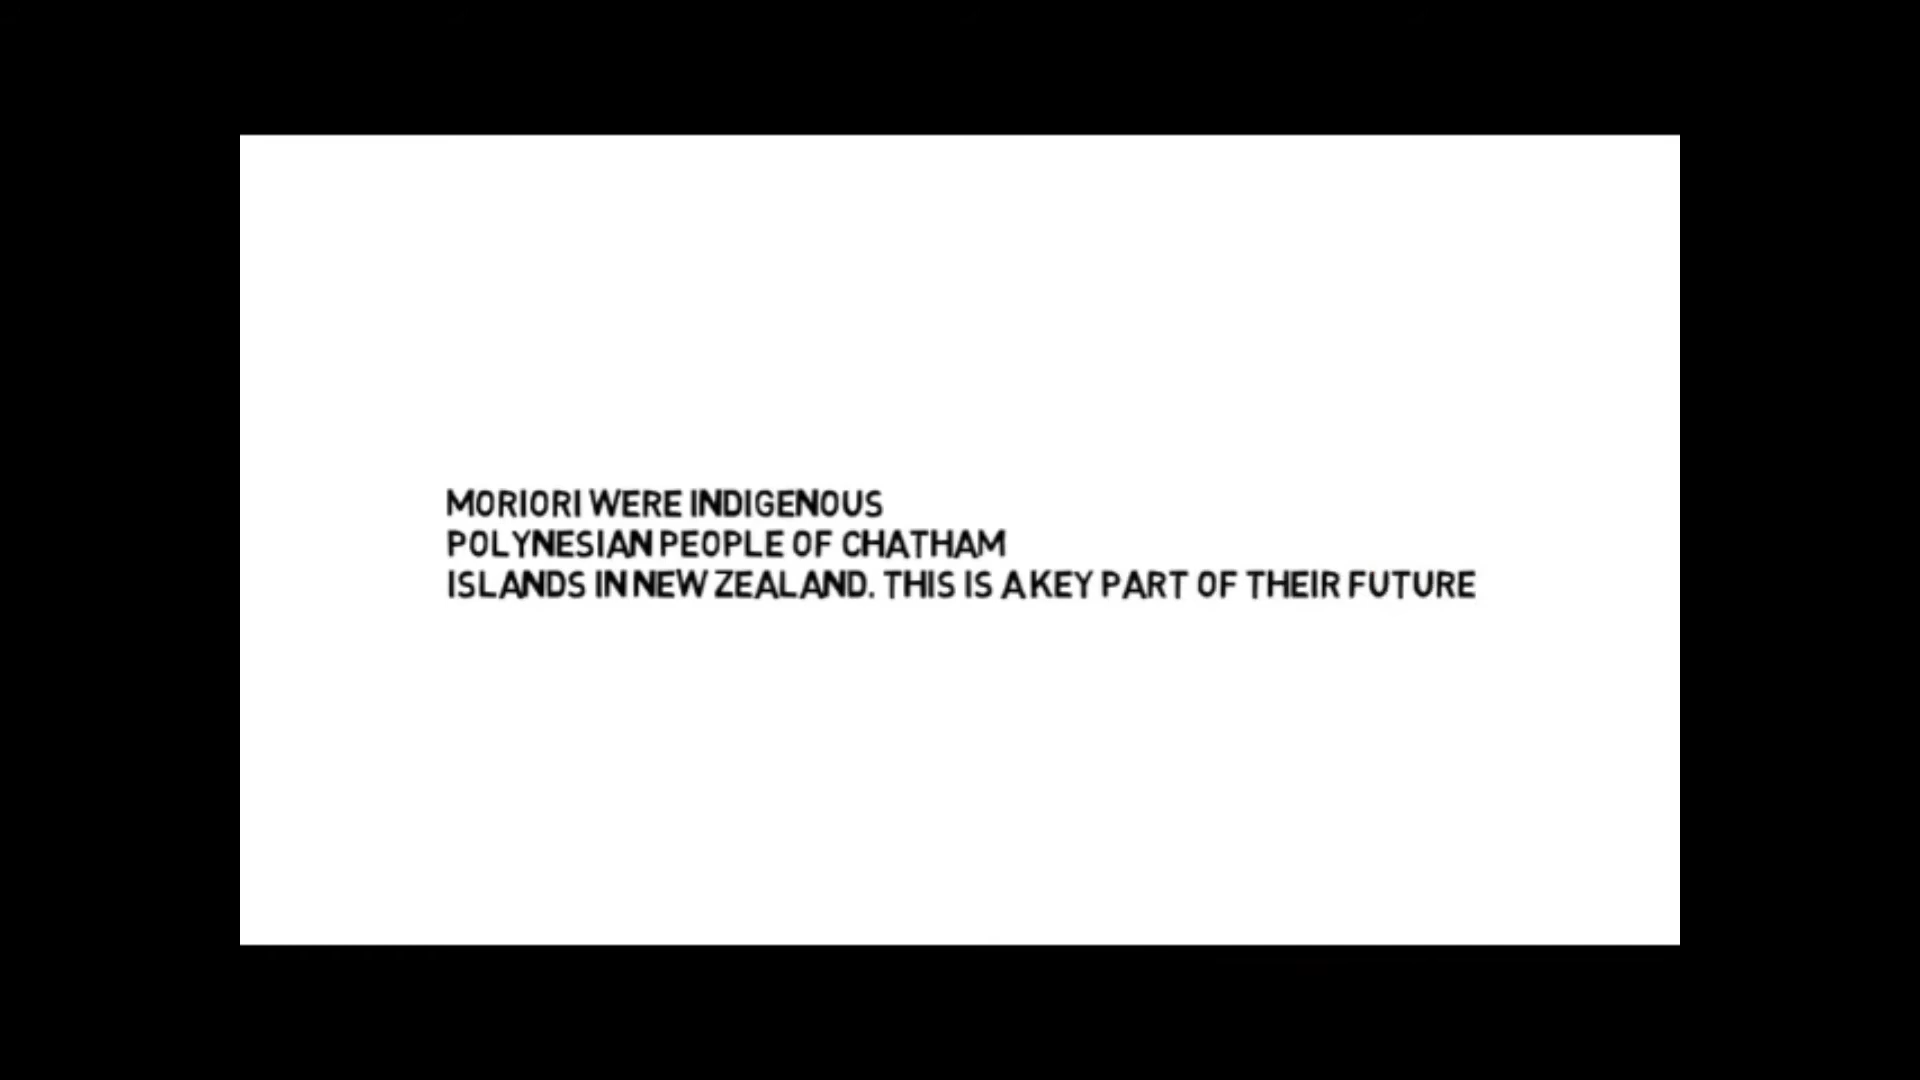 MORIORI WERE INDIGENOUS
POLYNESIAN PEOPLE OF CHATHAM
ISLANDS IN NEW ZEALAND. THIS IS A KEY PART OF THEIR FUTURE